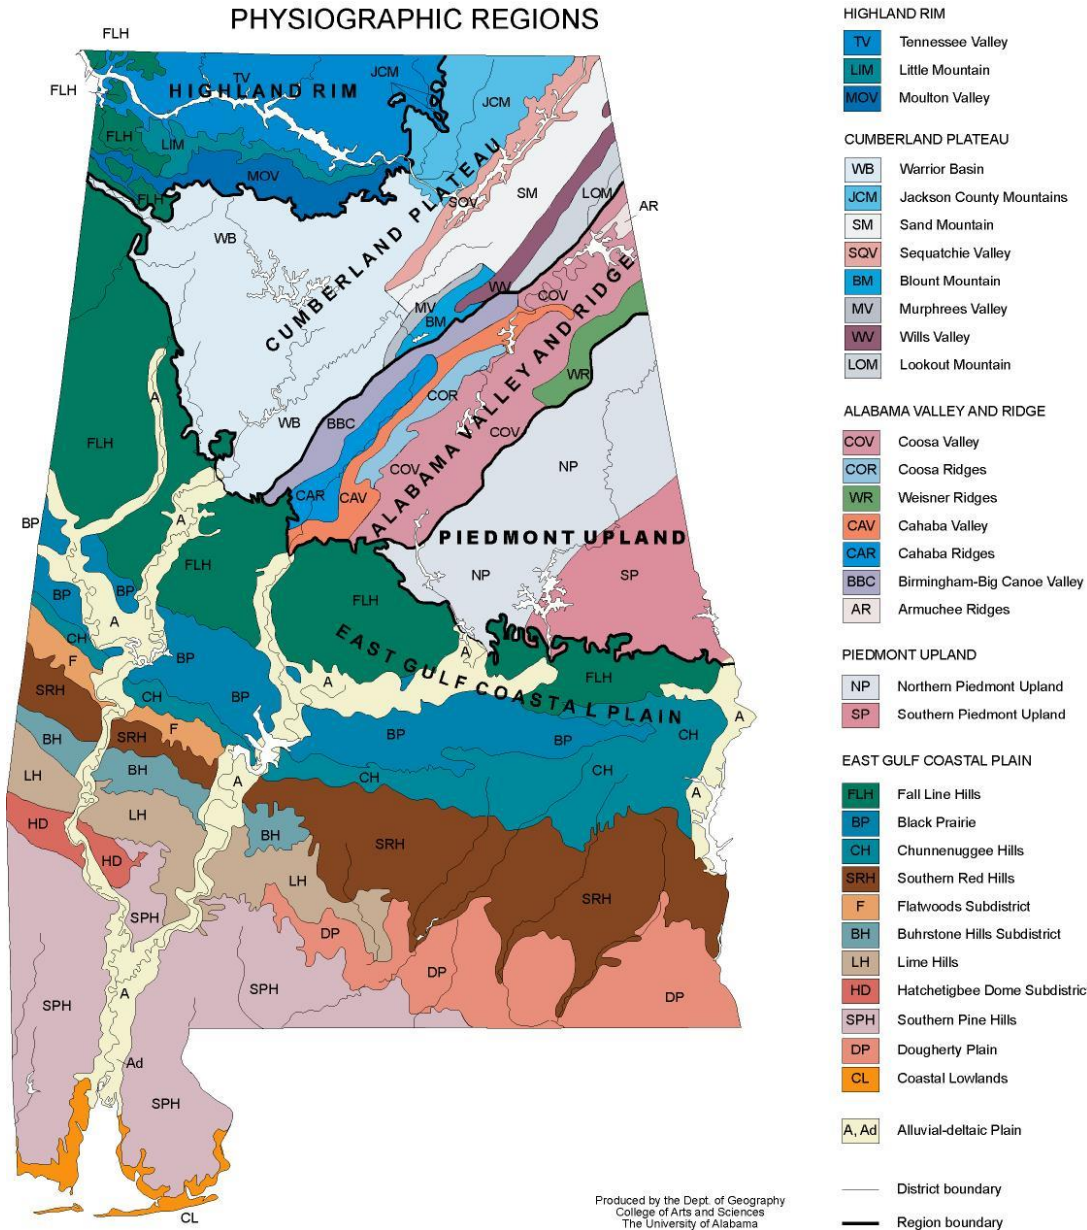 PHYSIOGRAPHIC REGIONS
FLH
FLH
TV
JCM
HIGHLAND RIM
JCM
FLH
LIM
MOV
FLH
SM
LOM
AR
SQV
WB
CUMBERLAND PLATEAU
WV
COV
MV
BM
WR
COR
A
BBC
WB
COV
FLH
COV
NP
CAR
CAV
ALABAMA VALLEY AND RIDGE
BP
A
PIEDMONT UPLAND
FLH
NP
SP
BP
BP
FLH
A
CH
EAST GULF COASTAL PLAIN
BP
A
F
A
SRH
CH
BP
FLH
A
F
BP
BP
CH
BH
SRH
BH
CH
CH
LH
A
A
LH
HD
BH
SRH
HD
LH
SRH
SPH
DP
DP
A
SPH
SPH
DP
Ad
SPH
CL
Produced by the Dept. of Geography
College of Arts and Sciences
The University of Alabama
HIGHLAND RIM
TV Tennessee Valley
LIM Little Mountain
MOV Moulton Valley
CUMBERLAND PLATEAU
WB Warrior Basin
JCM Jackson County Mountains
SM Sand Mountain
SQV Sequatchie Valley
BM Blount Mountain
MV Murphrees Valley
WV Wills Valley
LOM Lookout Mountain
ALABAMA VALLEY AND RIDGE
COV Coosa Valley
COR Coosa Ridges
WR Weisner Ridges
CAV Cahaba Valley
CAR Cahaba Ridges
BBC Birmingham-Big Canoe Valley
AR Armuchee Ridges
PIEDMONT UPLAND
NP Northern Piedmont Upland
SP Southern Piedmont Upland
EAST GULF COASTAL PLAIN
FLH Fall Line Hills
BP Black Prairie
CH Chunnenuggee Hills
SRH Southern Red Hills
F Flatwoods Subdistrict
BH Buhrstone Hills Subdistrict
LH Lime Hills
HD Hatchetigbee Dome Subdistric
SPH Southern Pine Hills
DP Dougherty Plain
CL Coastal Lowlands
A, Ad Alluvial-deltaic Plain
District boundary
Region boundary